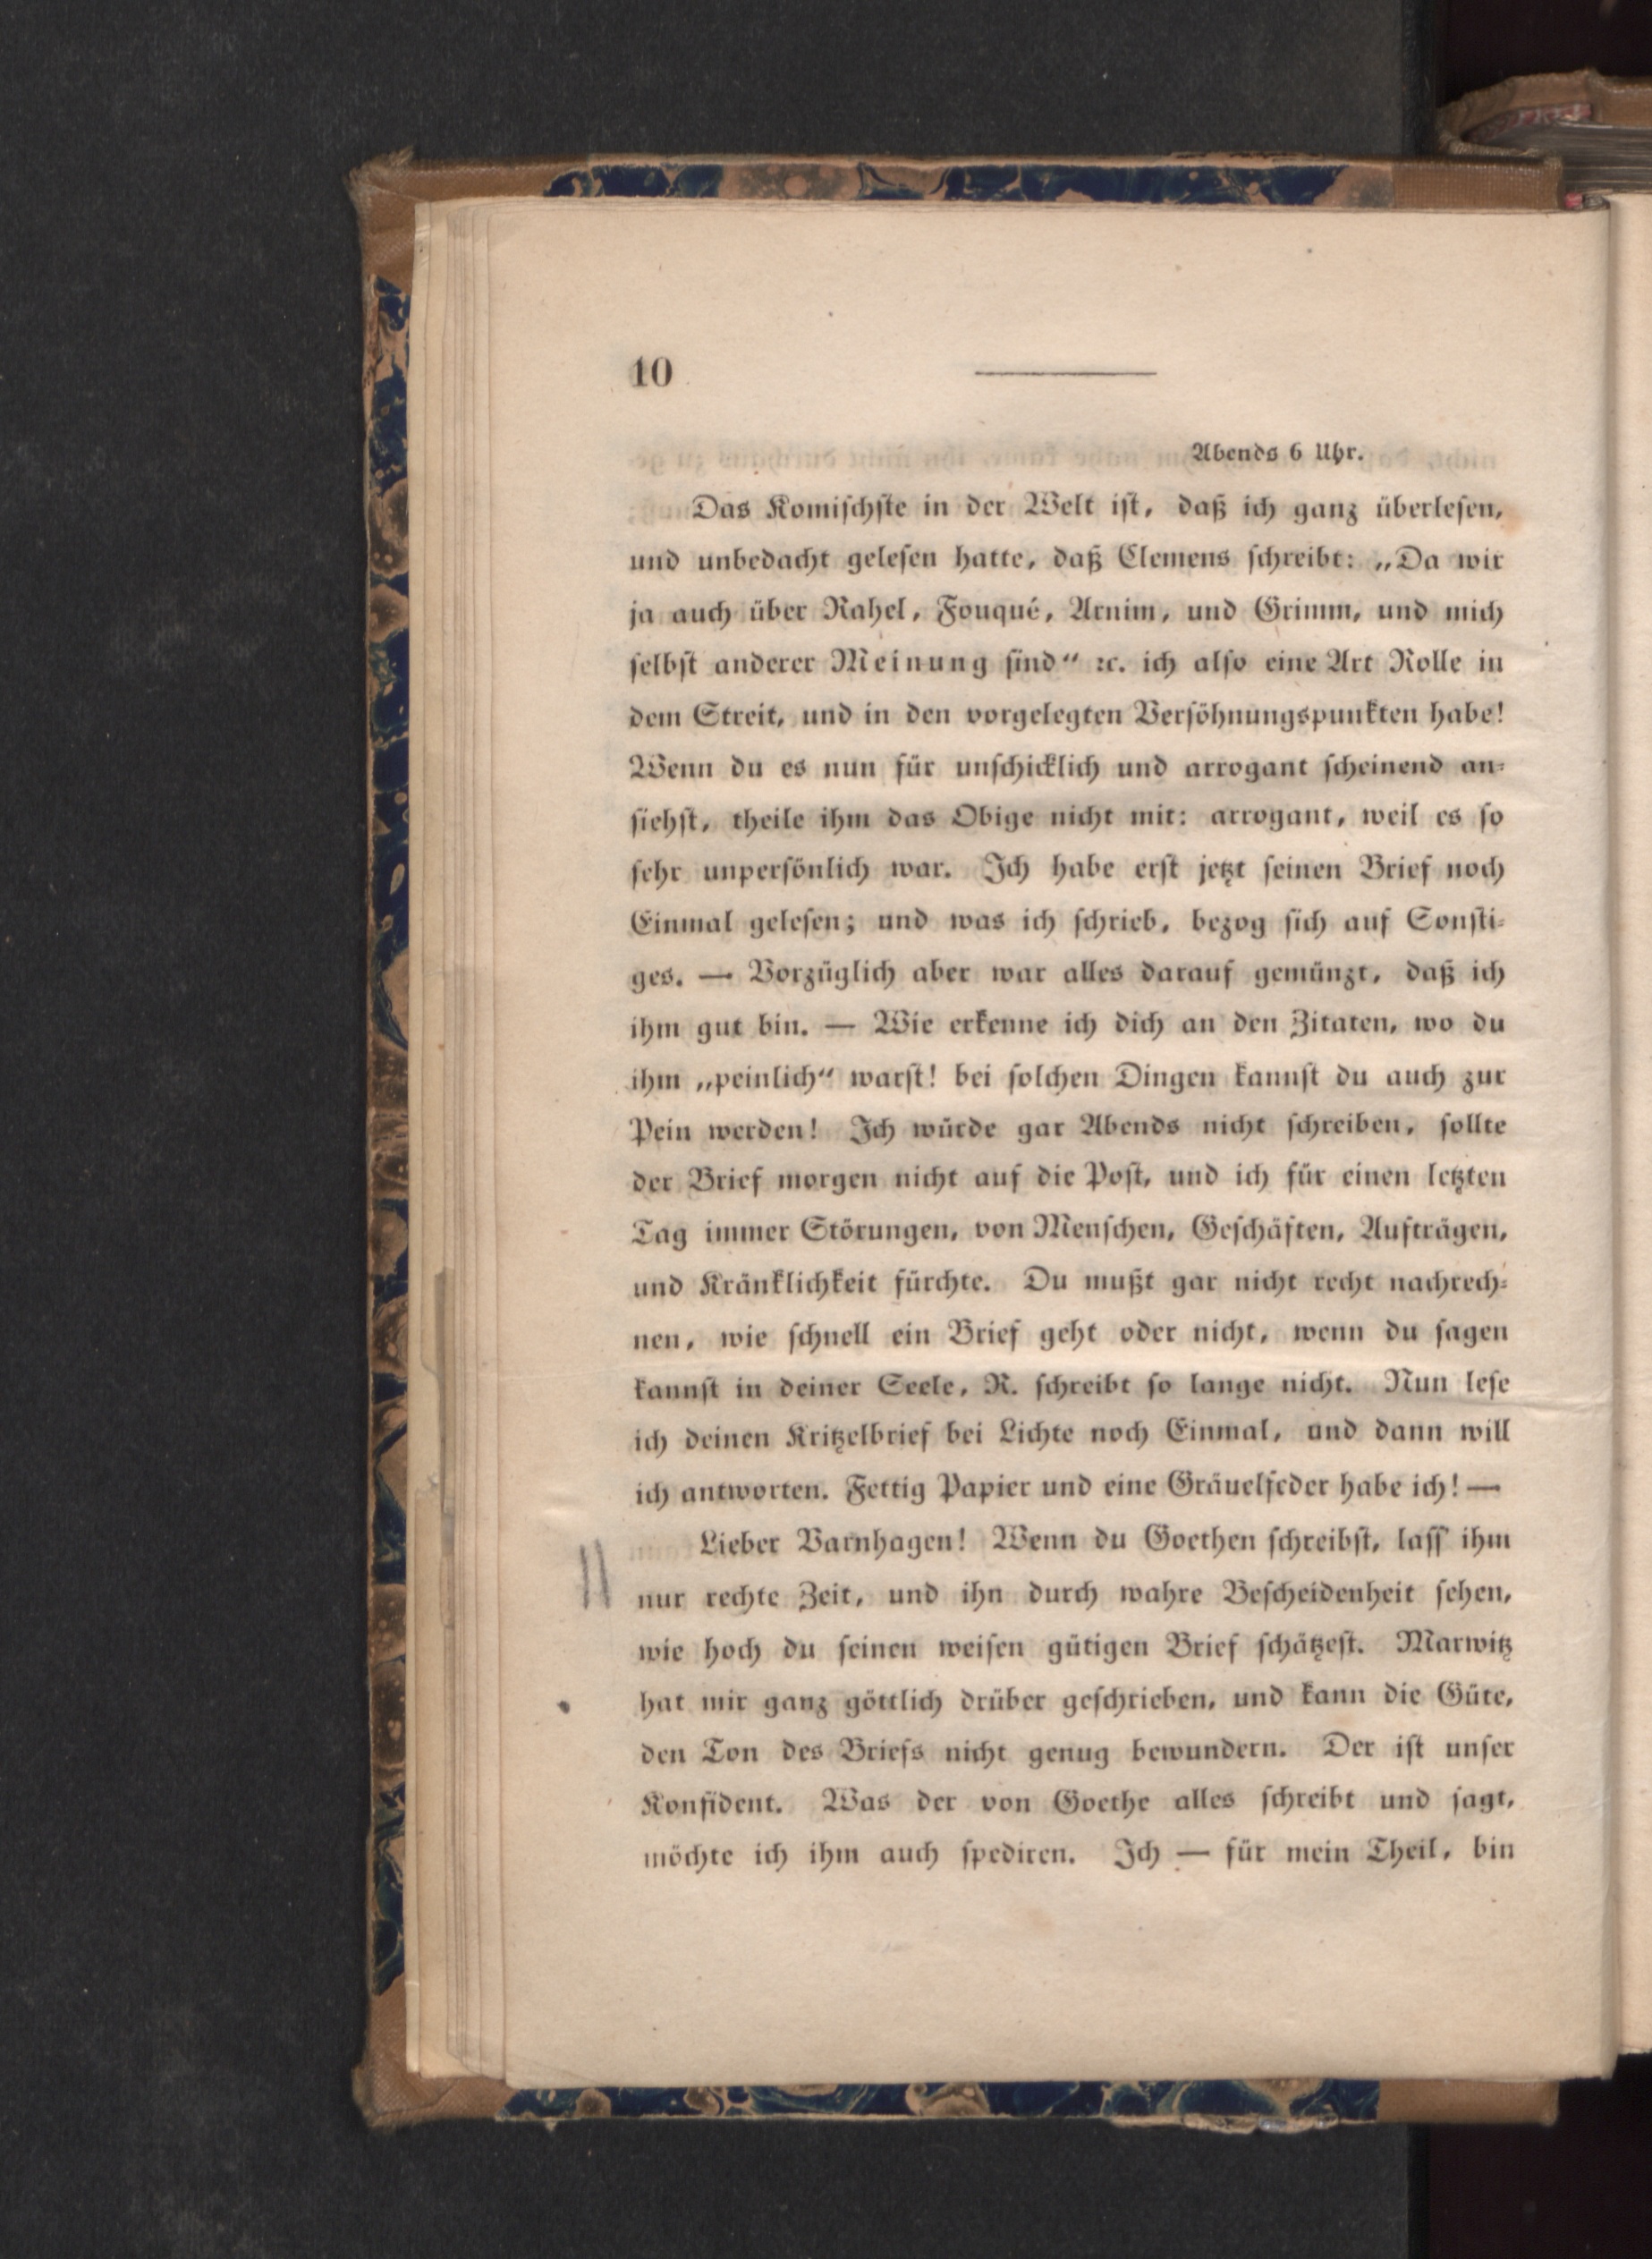 10
Abends 6 Uhr.
Das Komiſchſte in der Welt iſt, daß ich ganz überleſen,
und unbedacht geleſen hatte, daß Clemens ſchreibt: „Da wir
ja auch über Rahel, Fouqué, Arnim, und Grimm, und mich
ſelbſt anderer Meinung ſind“ ꝛc. ich alſo eine Art Rolle in
dem Streit, und in den vorgelegten Verſöhnungspunkten habe!
Wenn du es nun für unſchicklich und arrogant ſcheinend an⸗
ſiehſt, theile ihm das Obige nicht mit: arrogant, weil es ſo
ſehr unperſönlich war. Ich habe erſt jetzt ſeinen Brief noch
Einmal geleſen; und was ich ſchrieb, bezog ſich auf Sonſti⸗
ges. — Vorzüglich aber war alles darauf gemünzt, daß ich
ihm gut bin. — Wie erkenne ich dich an den Zitaten, wo du
ihm „peinlich“ warſt! bei ſolchen Dingen kannſt du auch zur
Pein werden! Ich würde gar Abends nicht ſchreiben, ſollte
der Brief morgen nicht auf die Poſt, und ich für einen letzten
Tag immer Störungen, von Menſchen, Geſchäften, Aufträgen,
und Kränklichkeit fürchte. Du mußt gar nicht recht nachrech⸗
nen, wie ſchnell ein Brief geht oder nicht, wenn du ſagen
kannſt in deiner Seele, R. ſchreibt ſo lange nicht. Nun leſe
ich deinen Kritzelbrief bei Lichte noch Einmal, und dann will
ich antworten. Fettig Papier und eine Gräuelfeder habe ich! —
Lieber Varnhagen! Wenn du Goethen ſchreibſt, laſſ' ihm
nur rechte Zeit, und ihn durch wahre Beſcheidenheit ſehen,
wie hoch du ſeinen weiſen gütigen Brief ſchätzeſt. Marwitz
hat mir ganz göttlich drüber geſchrieben, und kann die Güte,
den Ton des Briefs nicht genug bewundern. Der iſt unſer
Konfident. Was der von Goethe alles ſchreibt und ſagt,
möchte ich ihm auch ſpediren. Ich — für mein Theil, bin